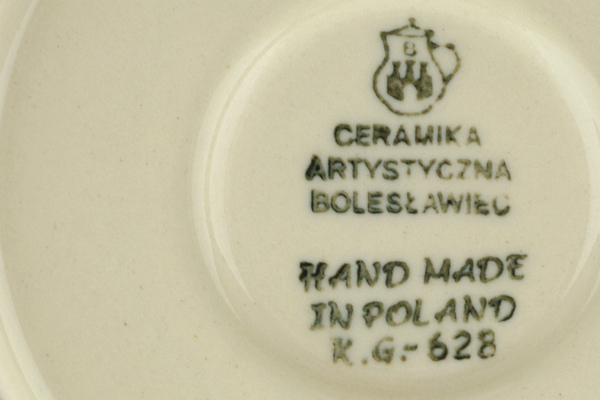 B
CERAMIKA
ARTYSTYCZNA
BOLESŁAWIEC
HAND MADE
IN POLAND
K.G.-628